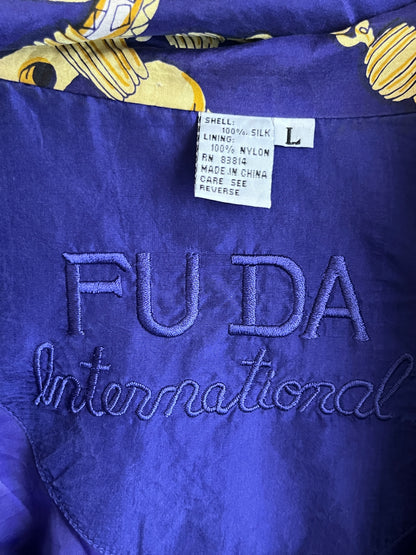 SHELL:
100% SILK
LINING:
100% NYLON
RN 83814
MADE IN CHINA
CARE SEE
REVERSE
L
FU DA
International